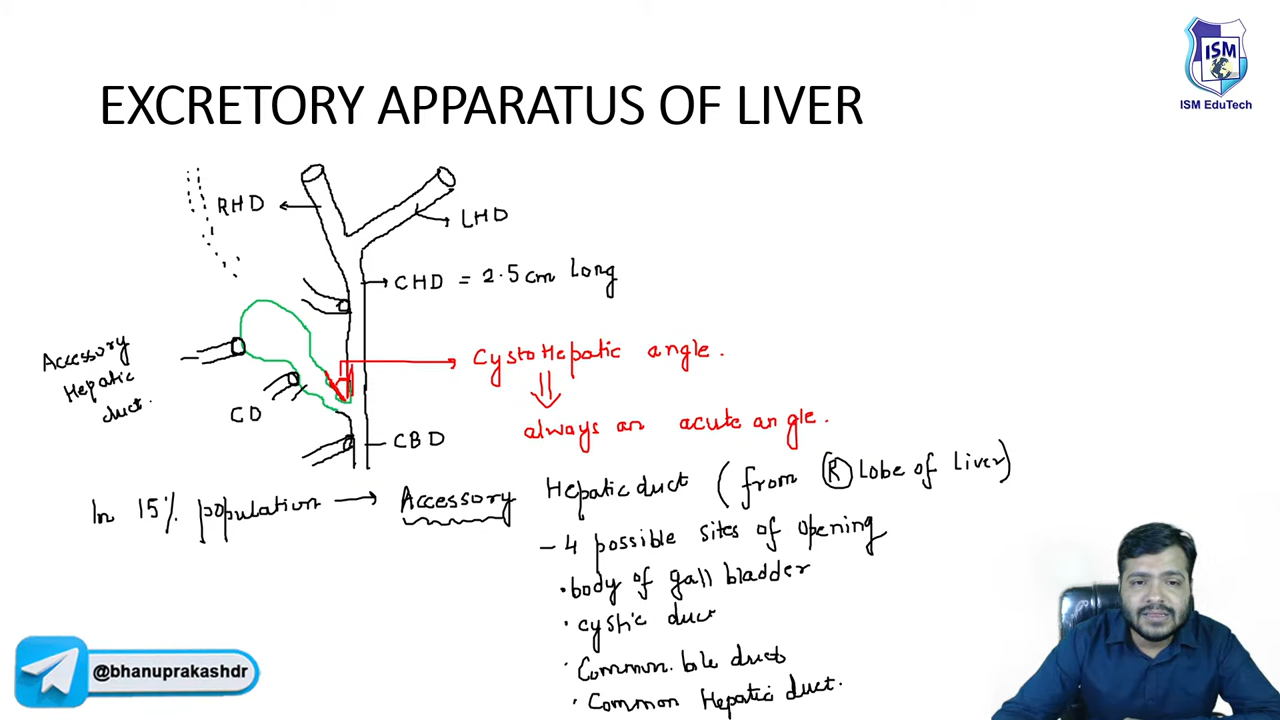 ISM
ISM EduTech
EXCRETORY APPARATUS OF LIVER
RHD
LHD
CHD = 2.5cm Long
Accessory
Hepatic
duct.
CystoHepatic angle.
CD
always an acute angle.
CBD
In 15% population → Accessory Hepatic duct (from R Lobe of Liver)
- 4 possible sites of opening
• body of gall bladder
• cystic duct
• Common bile duct
• Common Hepatic duct.
@bhanuprakashdr